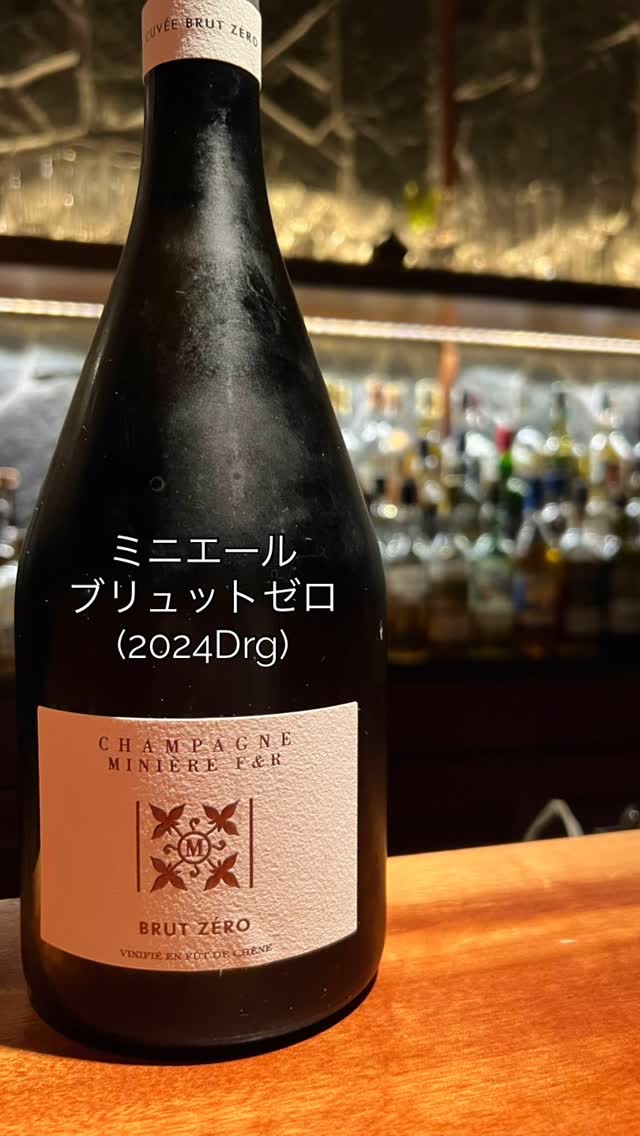 CUVÉE BRUT ZÉRO
ミニエール
ブリュットゼロ
(2024Drg)
CHAMPAGNE
MINIÈRE F&R
M
BRUT ZÉRO
VINIFIÉ EN FÛT DE CHÊNE